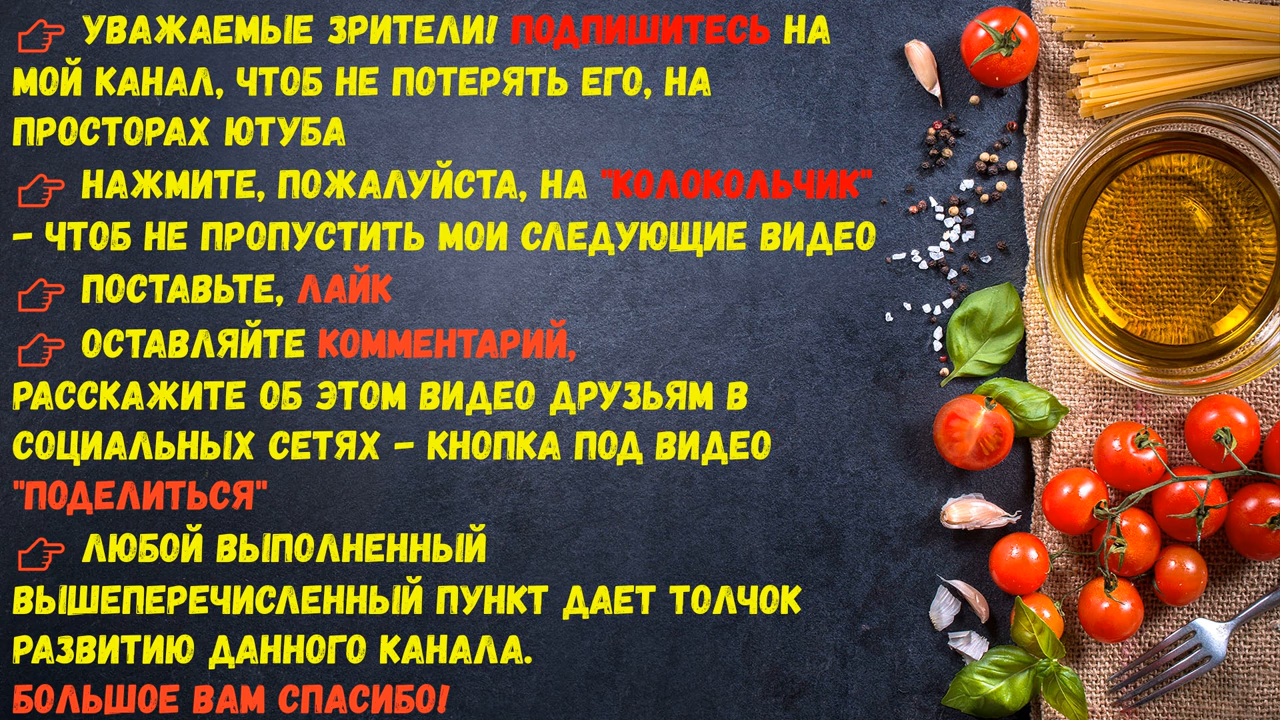 👉 УВАЖАЕМЫЕ ЗРИТЕЛИ! ПОДПИШИТЕСЬ НА
МОЙ КАНАЛ, ЧТОБ НЕ ПОТЕРЯТЬ ЕГО, НА
ПРОСТОРАХ ЮТУБА
👉 НАЖМИТЕ, ПОЖАЛУЙСТА, НА "КОЛОКОЛЬЧИК"
- ЧТОБ НЕ ПРОПУСТИТЬ МОИ СЛЕДУЮЩИЕ ВИДЕО
👉 ПОСТАВЬТЕ, ЛАЙК
👉 ОСТАВЛЯЙТЕ КОММЕНТАРИЙ,
РАССКАЖИТЕ ОБ ЭТОМ ВИДЕО ДРУЗЬЯМ В
СОЦИАЛЬНЫХ СЕТЯХ - КНОПКА ПОД ВИДЕО
"ПОДЕЛИТЬСЯ"
👉 ЛЮБОЙ ВЫПОЛНЕННЫЙ
ВЫШЕПЕРЕЧИСЛЕННЫЙ ПУНКТ ДАЕТ ТОЛЧОК
РАЗВИТИЮ ДАННОГО КАНАЛА.
БОЛЬШОЕ ВАМ СПАСИБО!